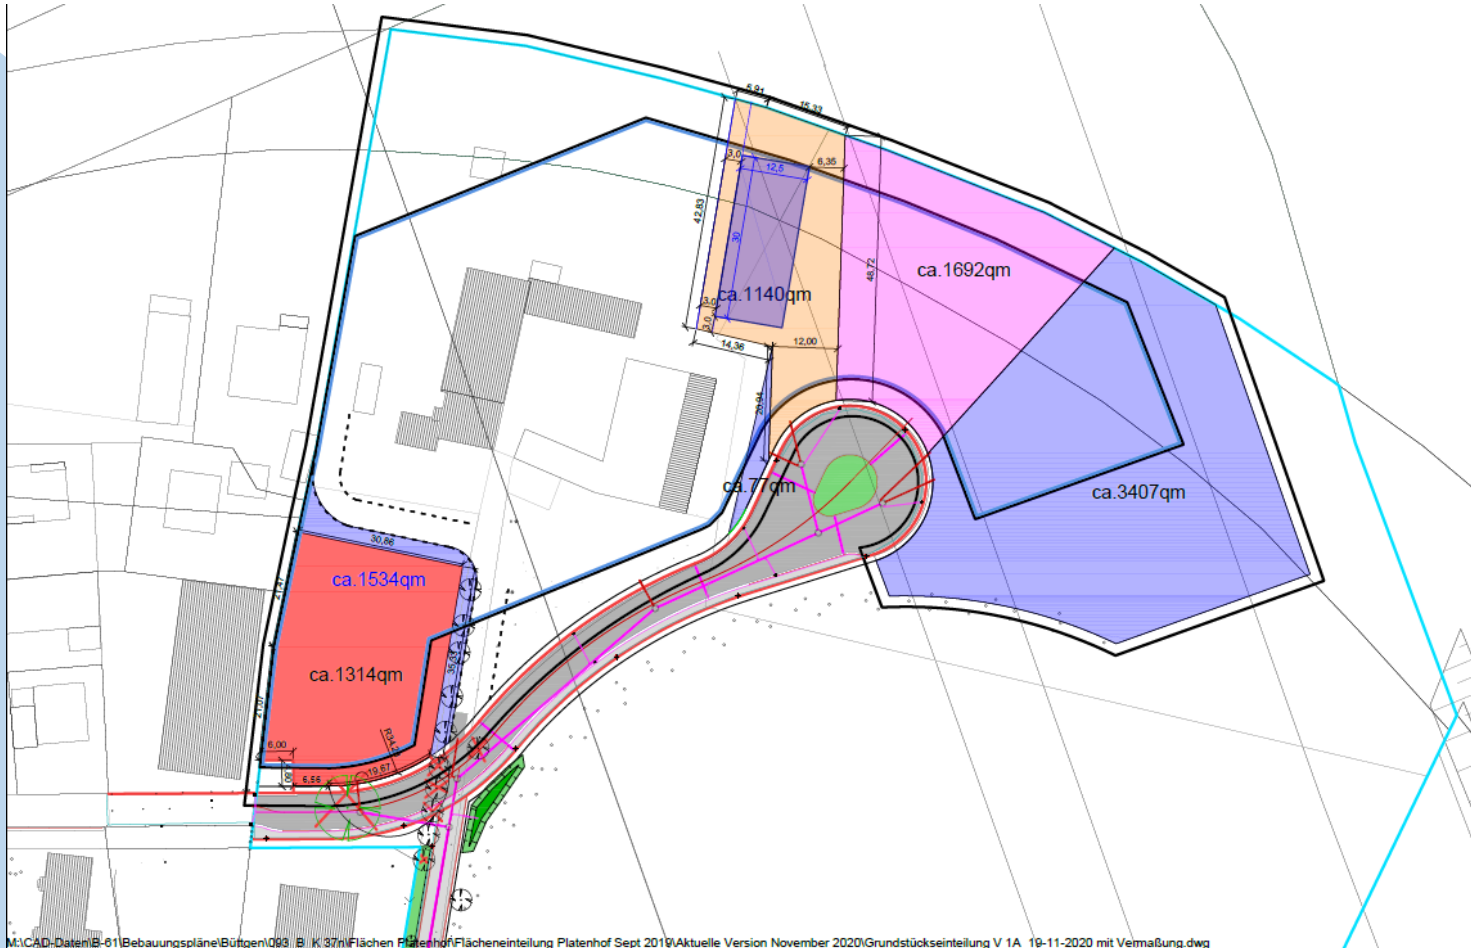 5,91
15,33
3,0
12,5
6,35
42,83
30
48,72
ca.1692qm
ca.1140qm
3,0
3,0
14,36
12,00
20,94
ca.77qm
ca.3407qm
30,86
ca.1534qm
21,47
ca.1314qm
21,07
6,00
6,56
19,67
M:\CAD-Daten\B-61\Bebauungspläne\Büttgen\093_B_K 37n\Flächen Platenhof\Flächeneinteilung Platenhof Sept 2019\Aktuelle Version November 2020\Grundstückseinteilung V 1A 19-11-2020 mit Vermaßung.dwg